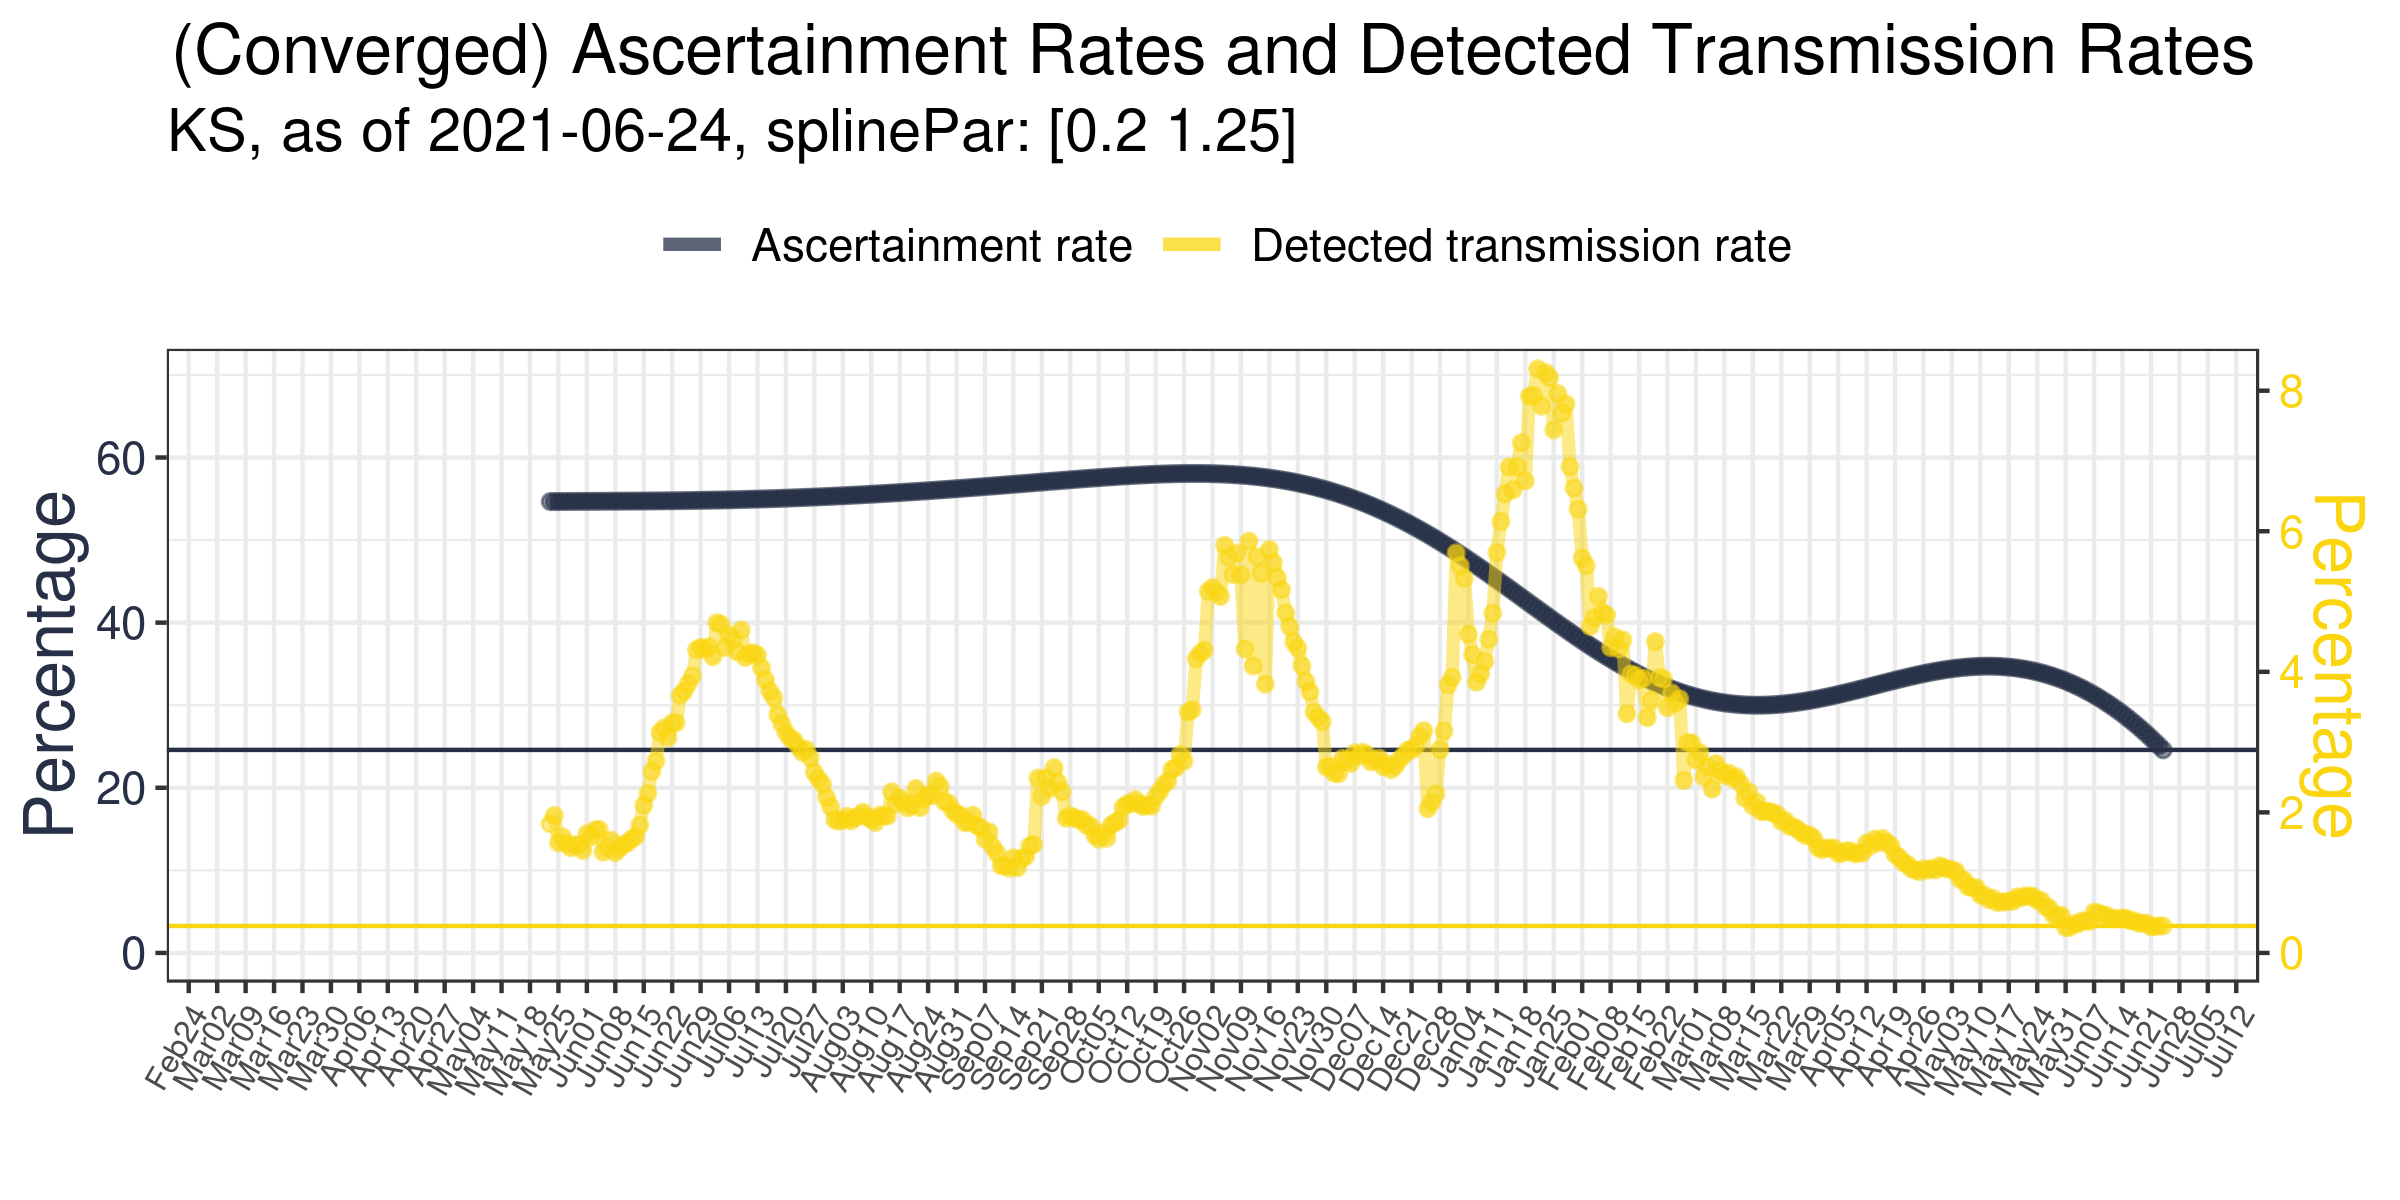 (Converged) Ascertainment Rates and Detected Transmission Rates
KS, as of 2021-06-24, splinePar: [0.2 1.25]
Ascertainment rate
Detected transmission rate
Percentage
60
40
20
0
8
6
4
2
0
Percentage
Feb24
Mar02
Mar09
Mar16
Mar23
Mar30
Apr06
Apr13
Apr20
Apr27
May04
May11
May18
May25
Jun01
Jun08
Jun15
Jun22
Jun29
Jul06
Jul13
Jul20
Jul27
Aug03
Aug10
Aug17
Aug24
Aug31
Sep07
Sep14
Sep21
Sep28
Oct05
Oct12
Oct19
Oct26
Nov02
Nov09
Nov16
Nov23
Nov30
Dec07
Dec14
Dec21
Dec28
Jan04
Jan11
Jan18
Jan25
Feb01
Feb08
Feb15
Feb22
Mar01
Mar08
Mar15
Mar22
Mar29
Apr05
Apr12
Apr19
Apr26
May03
May10
May17
May24
May31
Jun07
Jun14
Jun21
Jun28
Jul05
Jul12